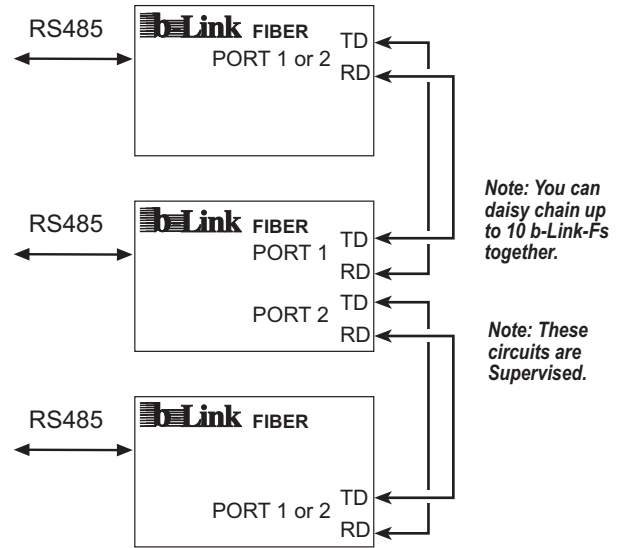 RS485
b-Link FIBER
PORT 1 or 2
TD
RD
RS485
b-Link FIBER
PORT 1
TD
RD
PORT 2
TD
RD
Note: You can
daisy chain up
to 10 b-Link-Fs
together.
Note: These
circuits are
Supervised.
RS485
b-Link FIBER
PORT 1 or 2
TD
RD